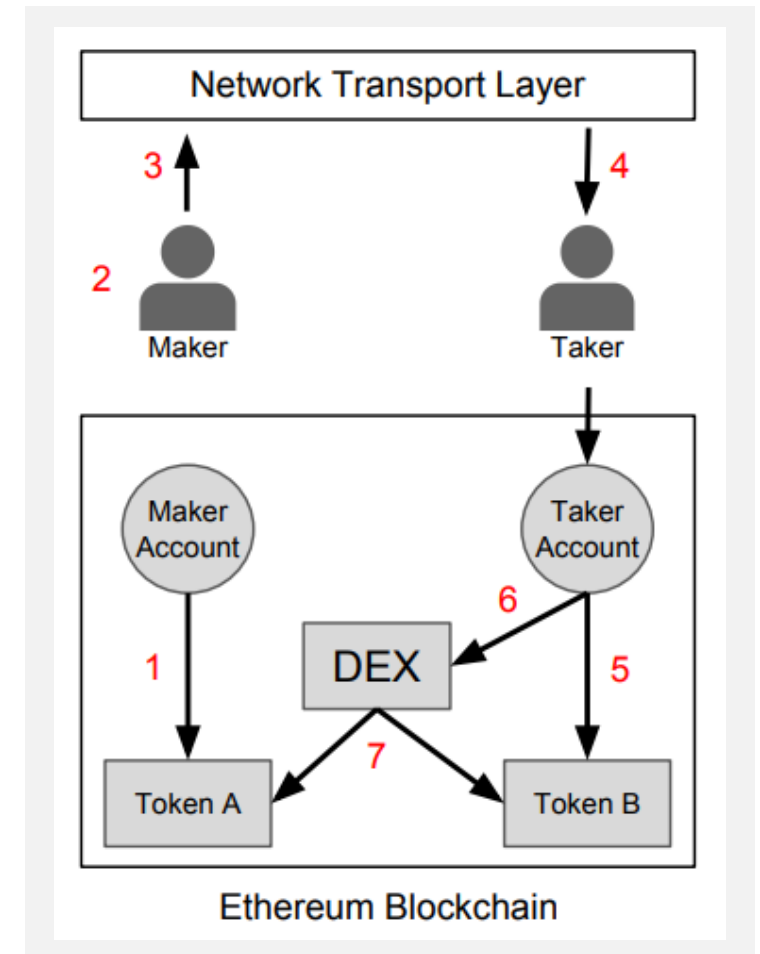 Network Transport Layer
3
4
2
Maker
Taker
Maker
Account
Taker
Account
6
1
DEX
5
7
Token A
Token B
Ethereum Blockchain